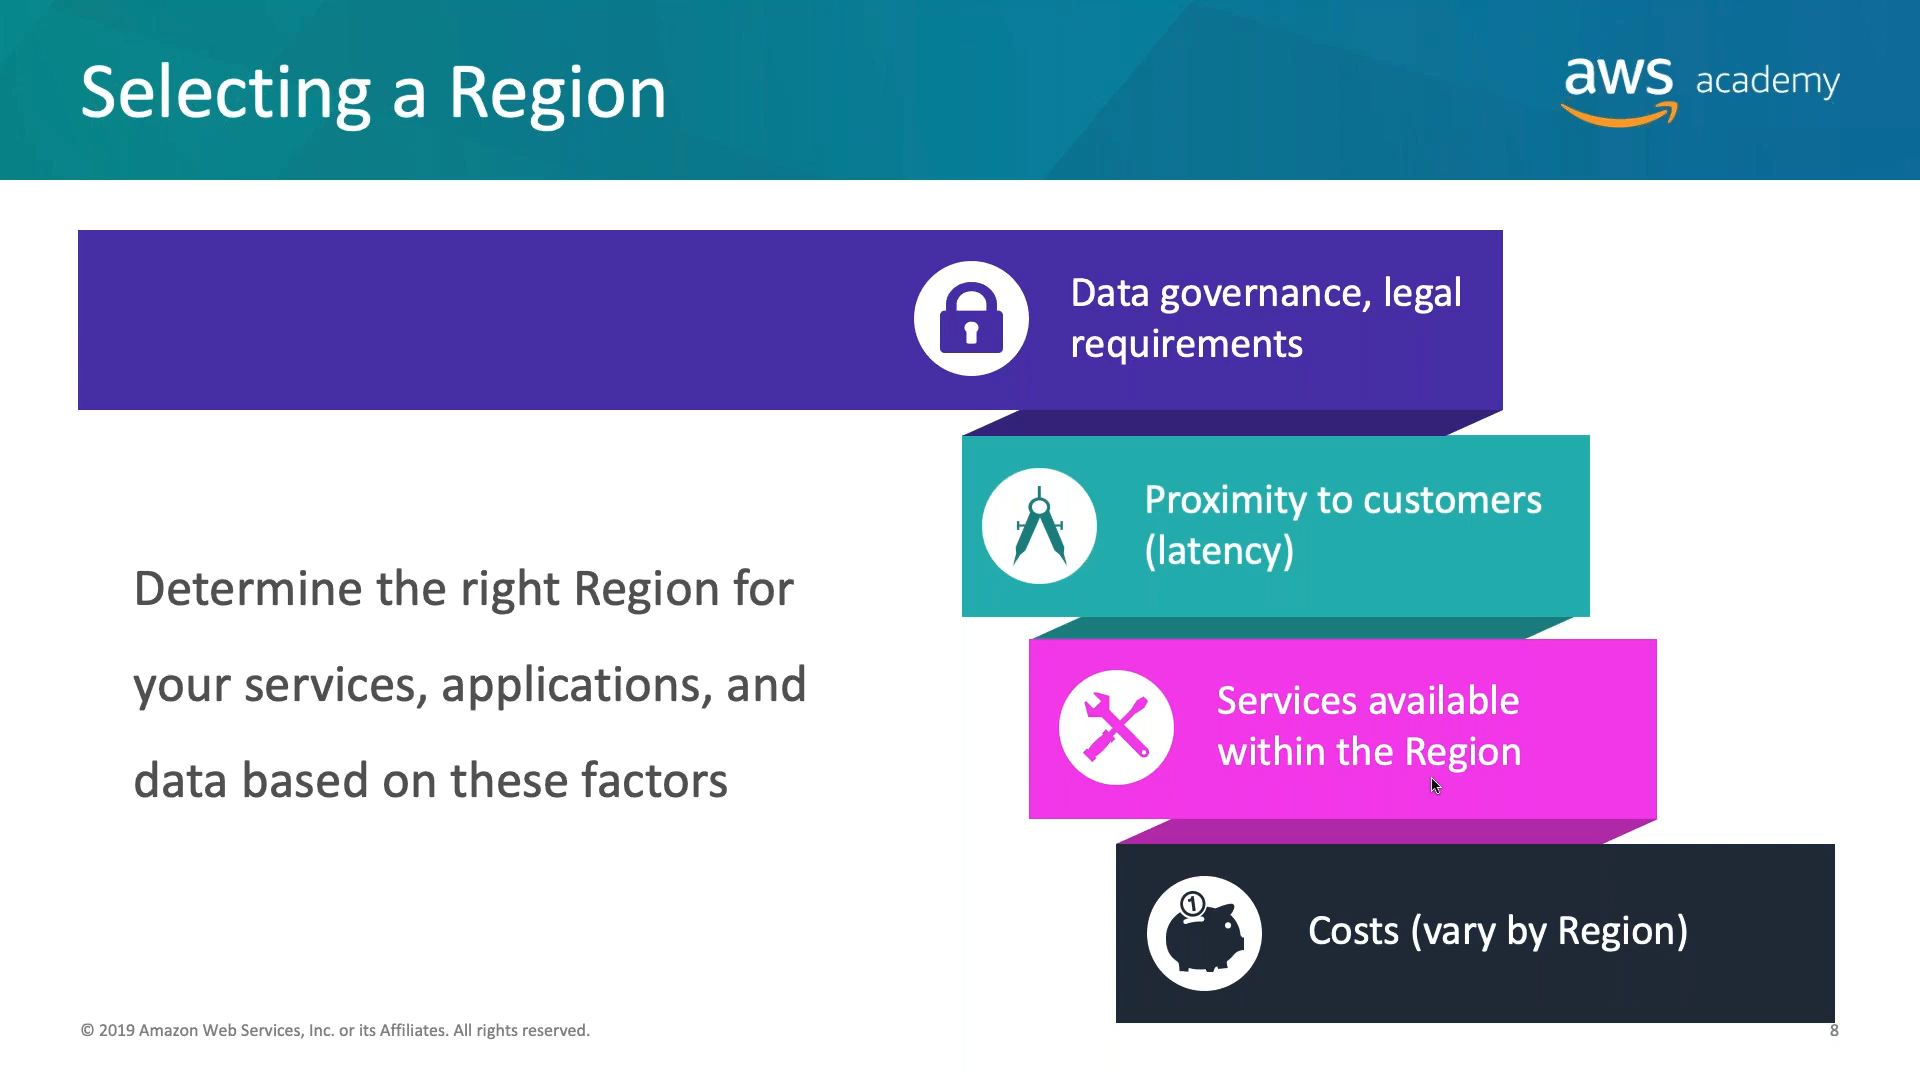 Selecting a Region
aws academy
Data governance, legal
requirements
Proximity to customers
(latency)
Determine the right Region for
your services, applications, and
data based on these factors
Services available
within the Region
1
Costs (vary by Region)
© 2019 Amazon Web Services, Inc. or its Affiliates. All rights reserved.
8